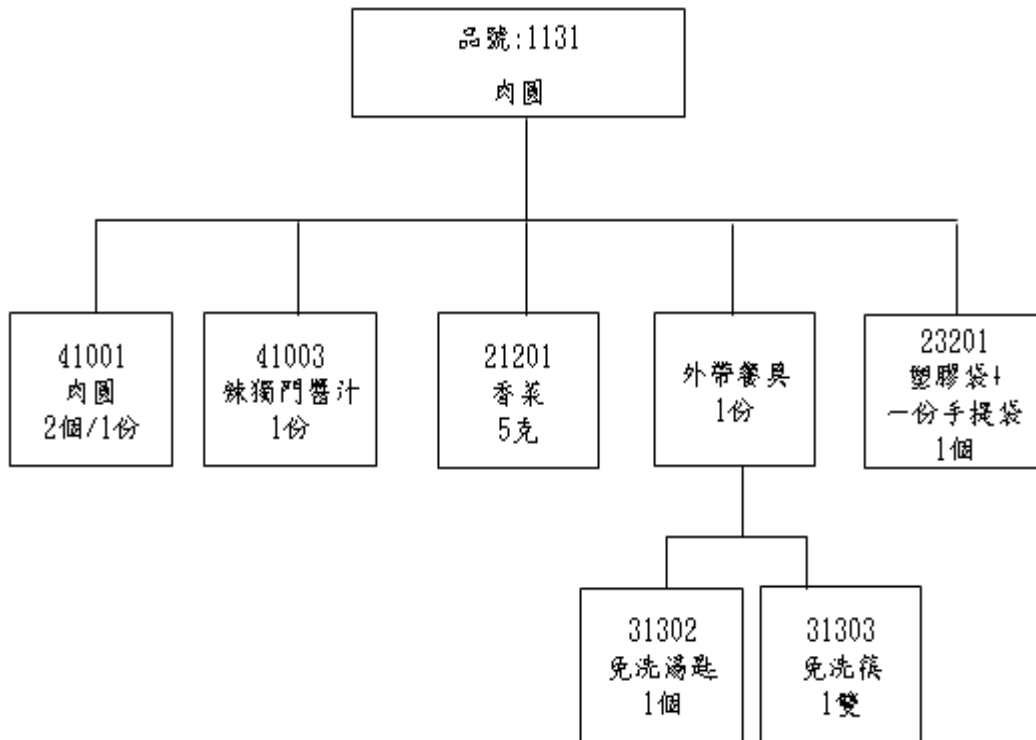 品號:1131
肉圓
41001
肉圓
2個/1份
41003
辣獨門醬汁
1份
21201
香菜
5克
外帶餐具
1份
23201
塑膠袋+
一份手提袋
1個
31302
免洗湯匙
1個
31303
免洗筷
1雙